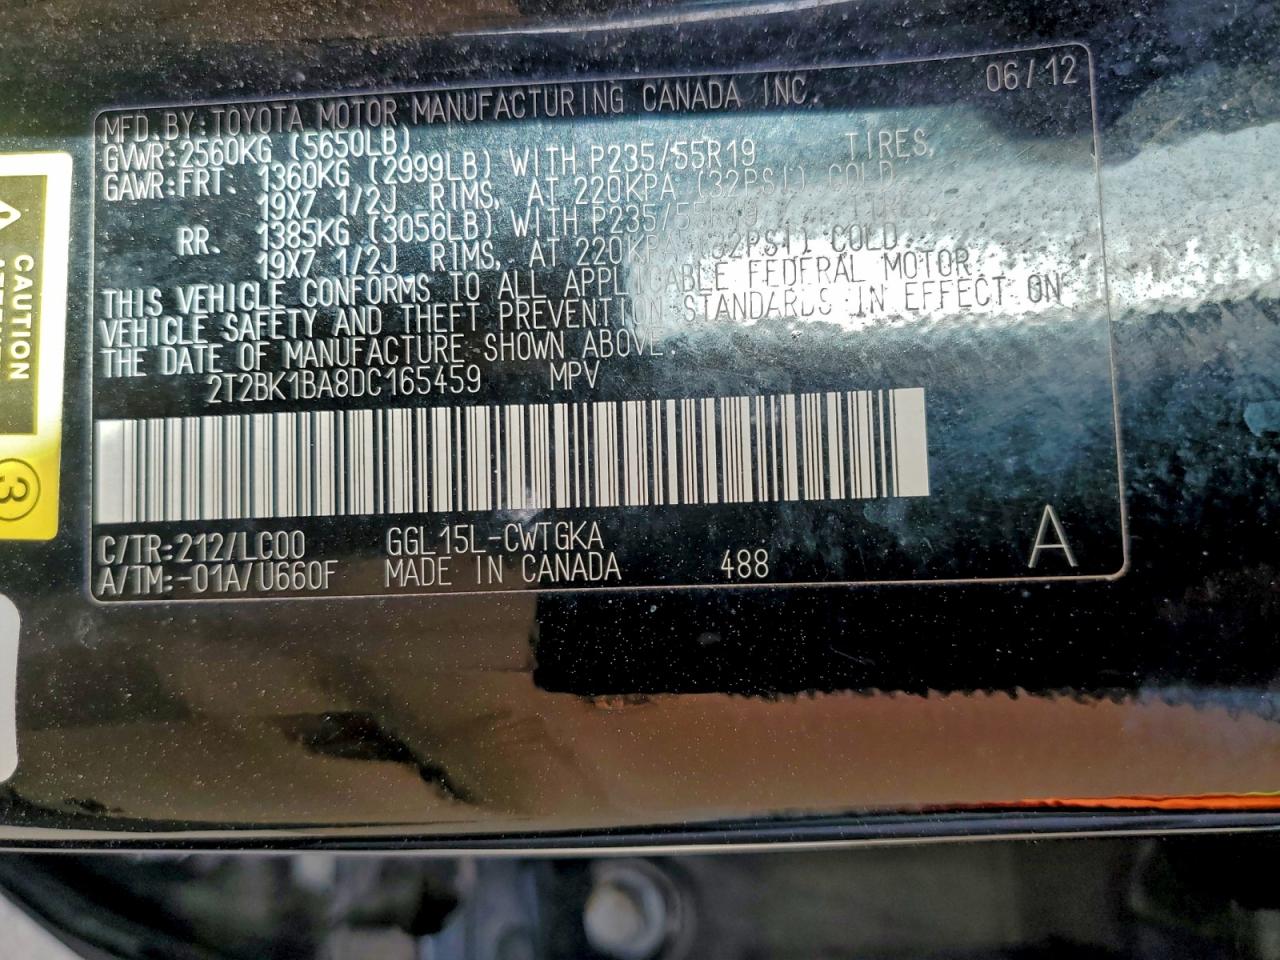 MFD.BY:TOYOTA MOTOR MANUFACTURING CANADA INC. 06/12
GVWR:2560KG (5650LB)
GAWR:FRT. 1360KG (2999LB) WITH P235/55R19 TIRES,
19X7 1/2J RIMS, AT 220KPA (32PSI) COLD
RR. 1385KG (3056LB) WITH P235/55R19
19X7 1/2J RIMS, AT 220KPA (32PSI) COLD
THIS VEHICLE CONFORMS TO ALL APPLICABLE FEDERAL MOTOR
VEHICLE SAFETY AND THEFT PREVENTION STANDARDS IN EFFECT ON
THE DATE OF MANUFACTURE SHOWN ABOVE.
2T2BK1BA8DC165459 MPV
C/TR:212/LC00 GGL15L-CWTGKA
A/TM:-01A/U660F MADE IN CANADA 488 A
CAUTION
3